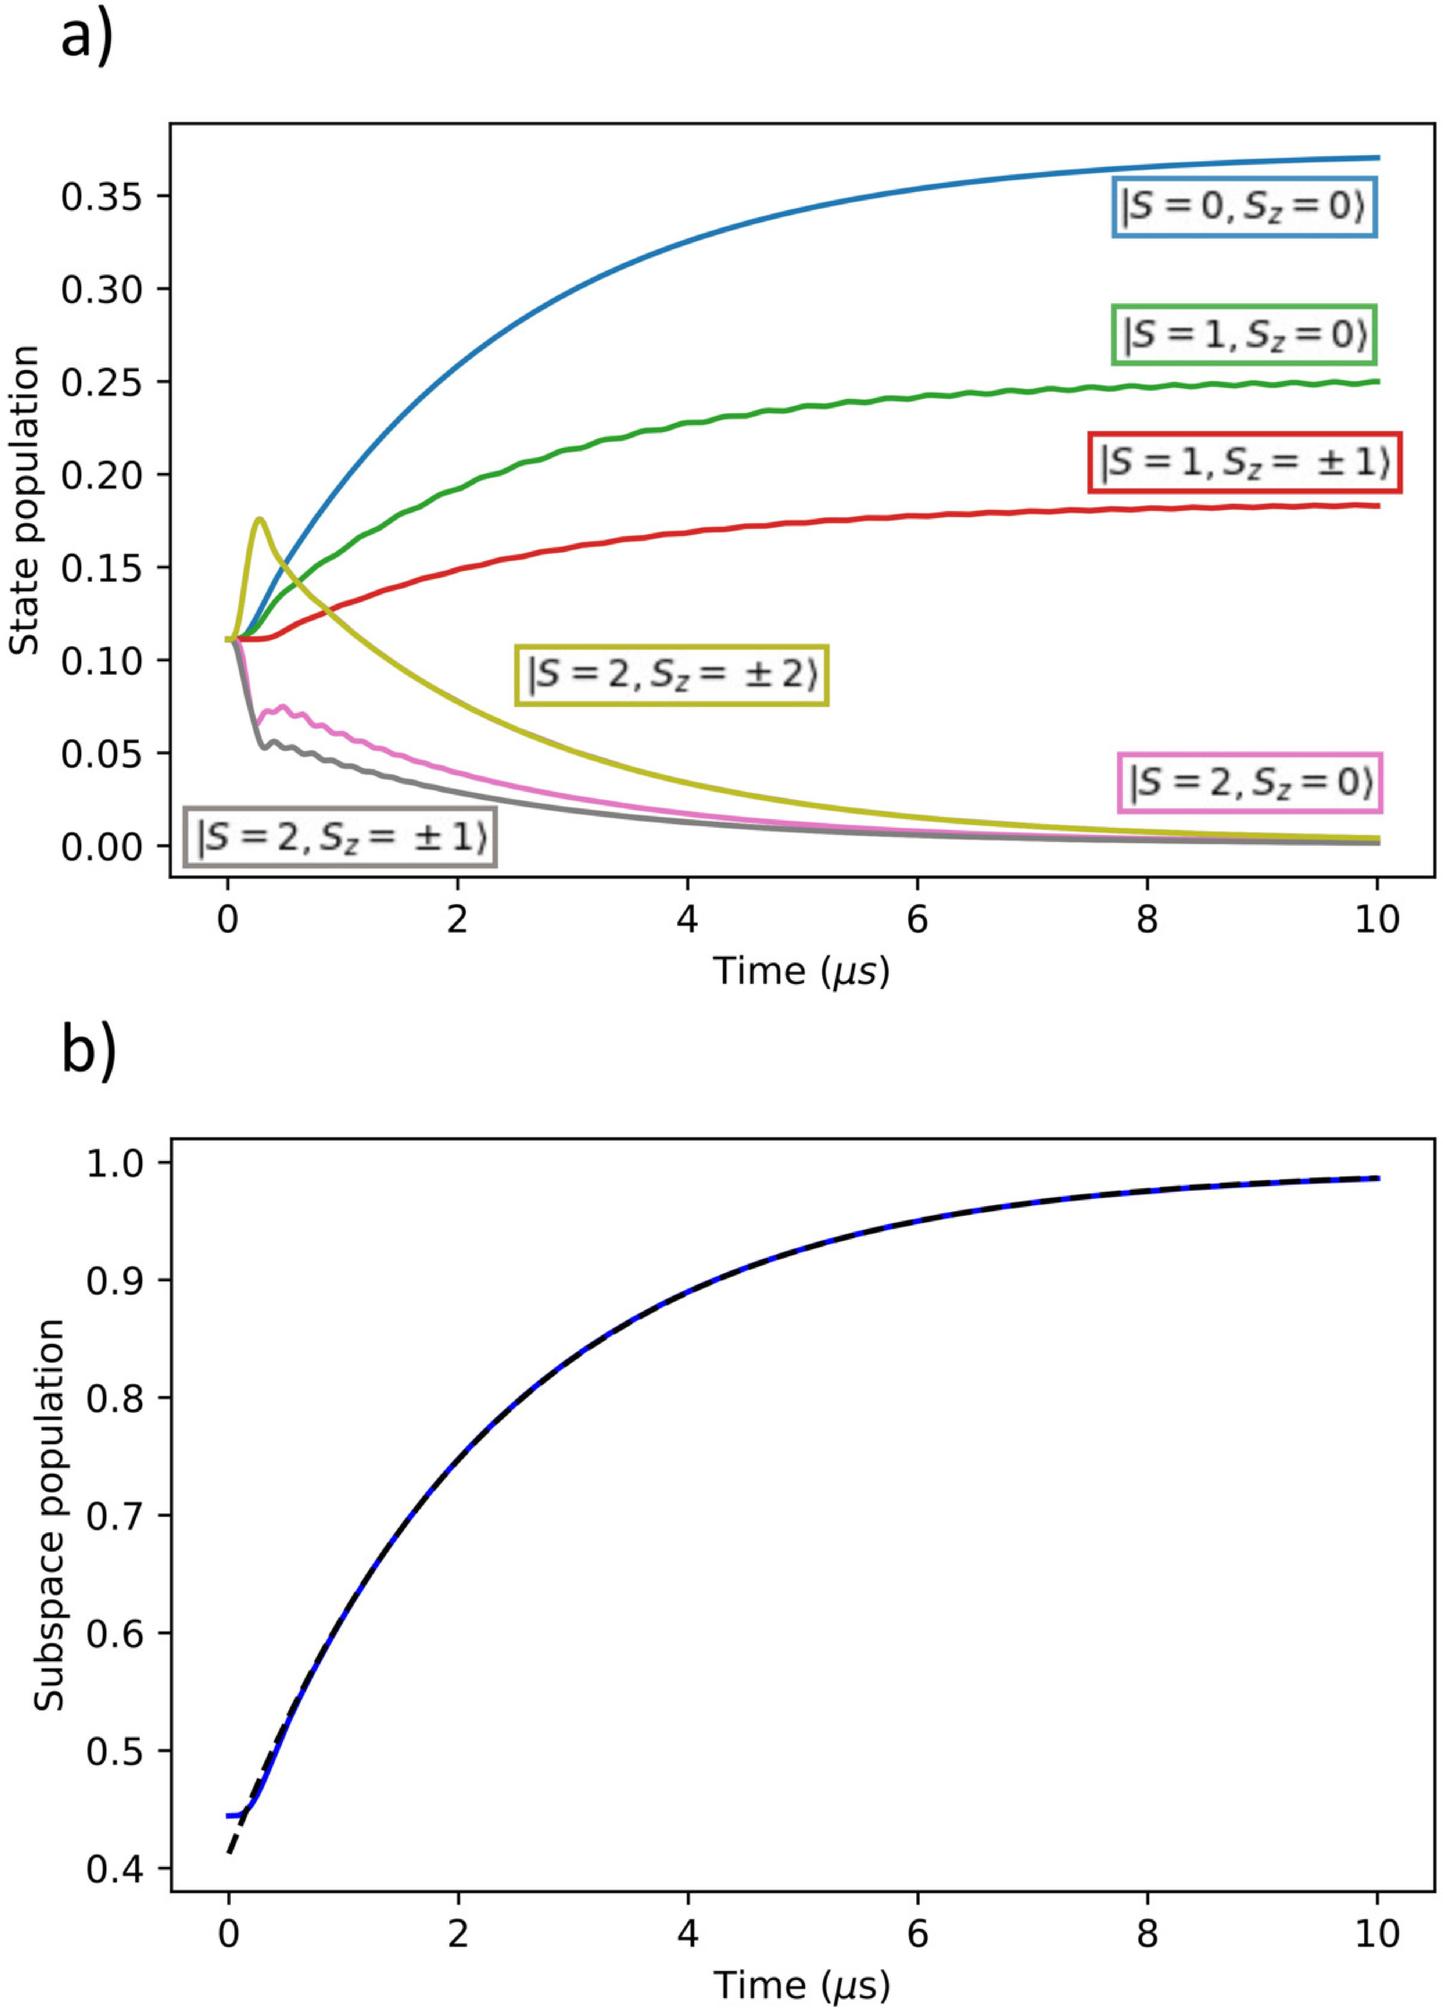 a)
0.35
0.30
0.25
0.20
0.15
0.10
0.05
0.00
State population
|S = 0, S_z = 0⟩
|S = 1, S_z = 0⟩
|S = 1, S_z = ±1⟩
|S = 2, S_z = ±2⟩
|S = 2, S_z = 0⟩
|S = 2, S_z = ±1⟩
0 2 4 6 8 10
Time (μs)
b)
1.0
0.9
0.8
0.7
0.6
0.5
0.4
Subspace population
0 2 4 6 8 10
Time (μs)